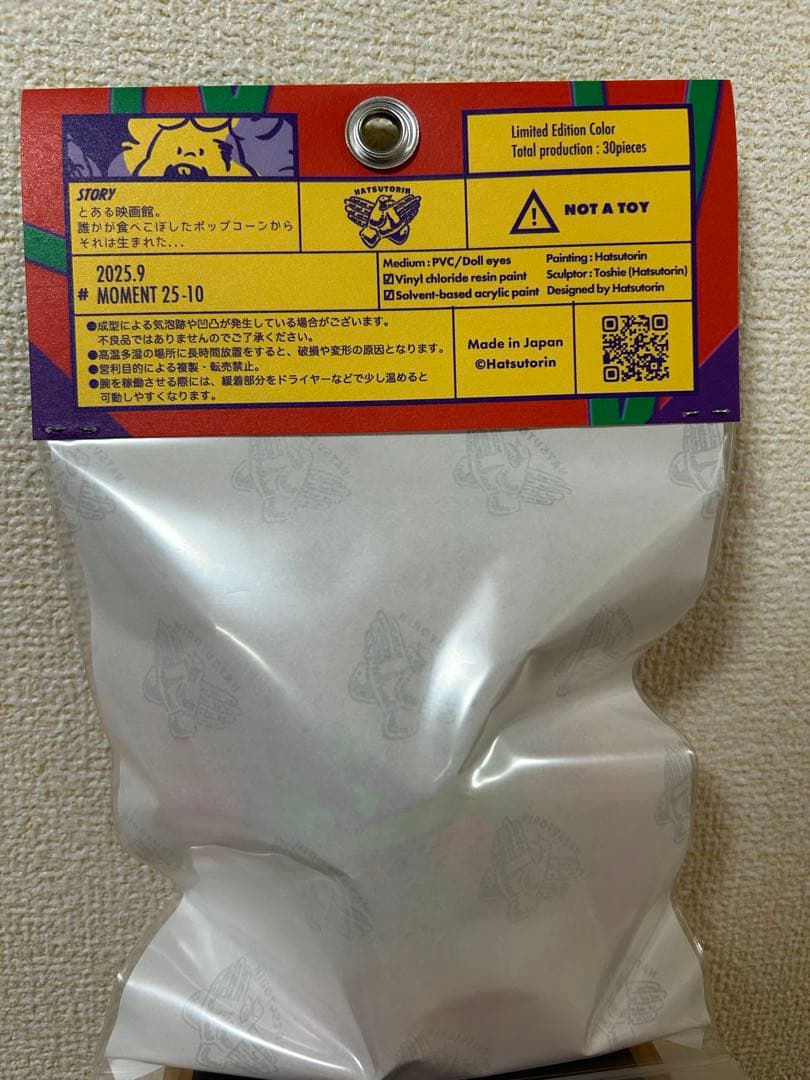 Limited Edition Color
Total production : 30pieces
STORY
とある映画館。
誰かが食べこぼしたポップコーンから
それは生まれた...
HATSUTORIN
NOT A TOY
2025.9
# MOMENT 25-10
Medium : PVC/Doll eyes
☑Vinyl chloride resin paint
☑Solvent-based acrylic paint
Painting : Hatsutorin
Sculptor : Toshie (Hatsutorin)
Designed by Hatsutorin
●成型による気泡跡や凹凸が発生している場合がございます。
不良品ではありませんのでご了承ください。
●高温多湿の場所に長時間放置をすると、破損や変形の原因となります。
●営利目的による複製・転売禁止。
●腕を稼働させる際には、緩着部分をドライヤーなどで少し温めると
可動しやすくなります。
Made in Japan
©Hatsutorin